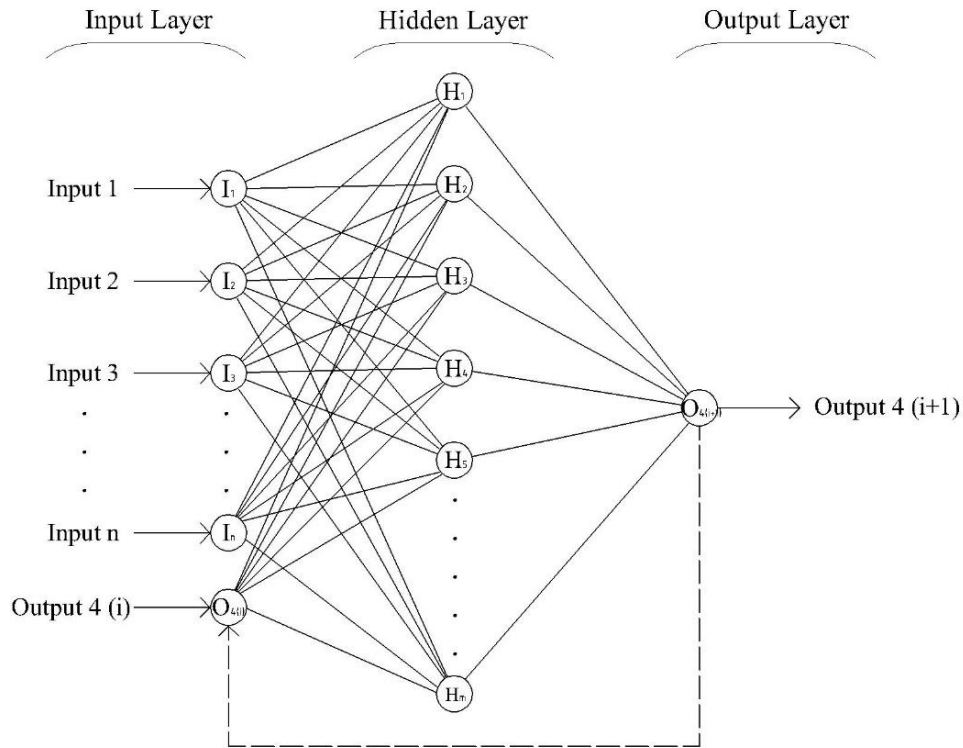 Input Layer
Hidden Layer
Output Layer
H₁
Input 1
I₁
H₂
Input 2
I₂
H₃
Input 3
I₃
H₄
O₄₍ᵢ₊₁₎
Output 4 (i+1)
H₅
Input n
Iₙ
Output 4 (i)
O₄₍ᵢ₎
Hₘ